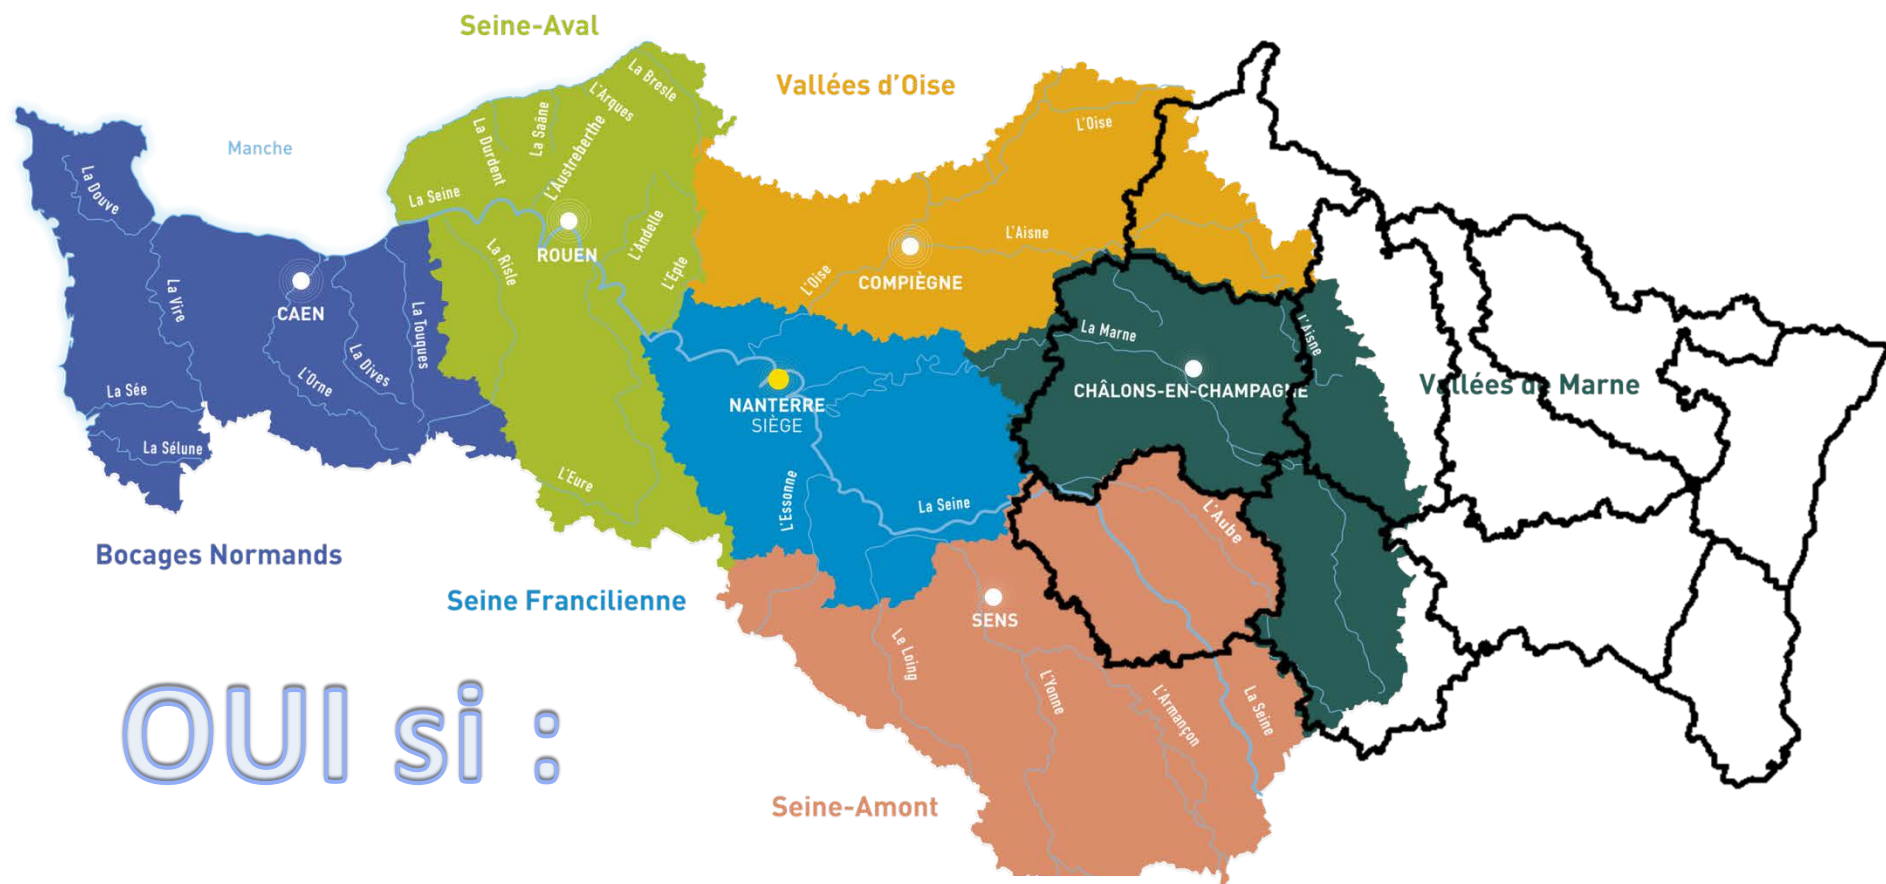 Seine-Aval
Vallées d'Oise
La Bresle
L'Arques
La Saâne
La Durdent
L'Austreberthe
L'Oise
Manche
La Douve
La Seine
ROUEN
L'Andelle
L'Epte
La Risle
L'Aisne
COMPIÈGNE
L'Oise
La Vire
CAEN
La Touques
La Dives
L'Orne
La Sée
La Sélune
La Marne
L'Aisne
CHÂLONS-EN-CHAMPAGNE
Vallées de Marne
NANTERRE
SIÈGE
L'Eure
L'Essonne
La Seine
L'Aube
Bocages Normands
Seine Francilienne
SENS
Le Loing
L'Yonne
L'Armançon
La Seine
OUI si :
Seine-Amont